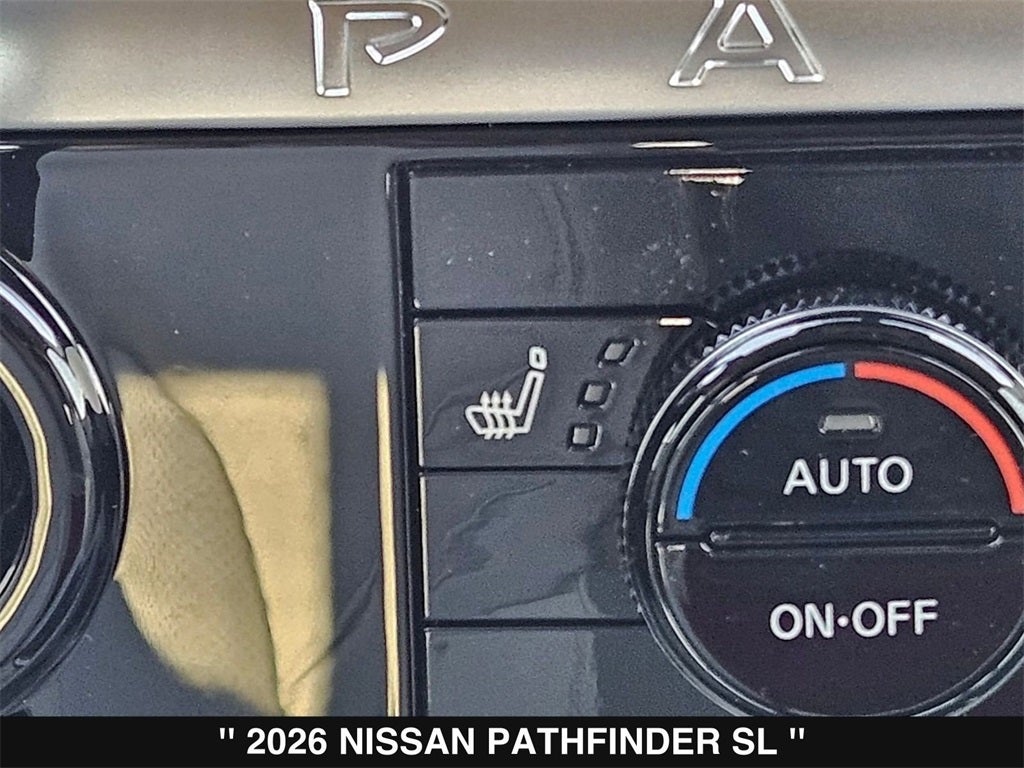 P A
AUTO
ON•OFF
" 2026 NISSAN PATHFINDER SL "